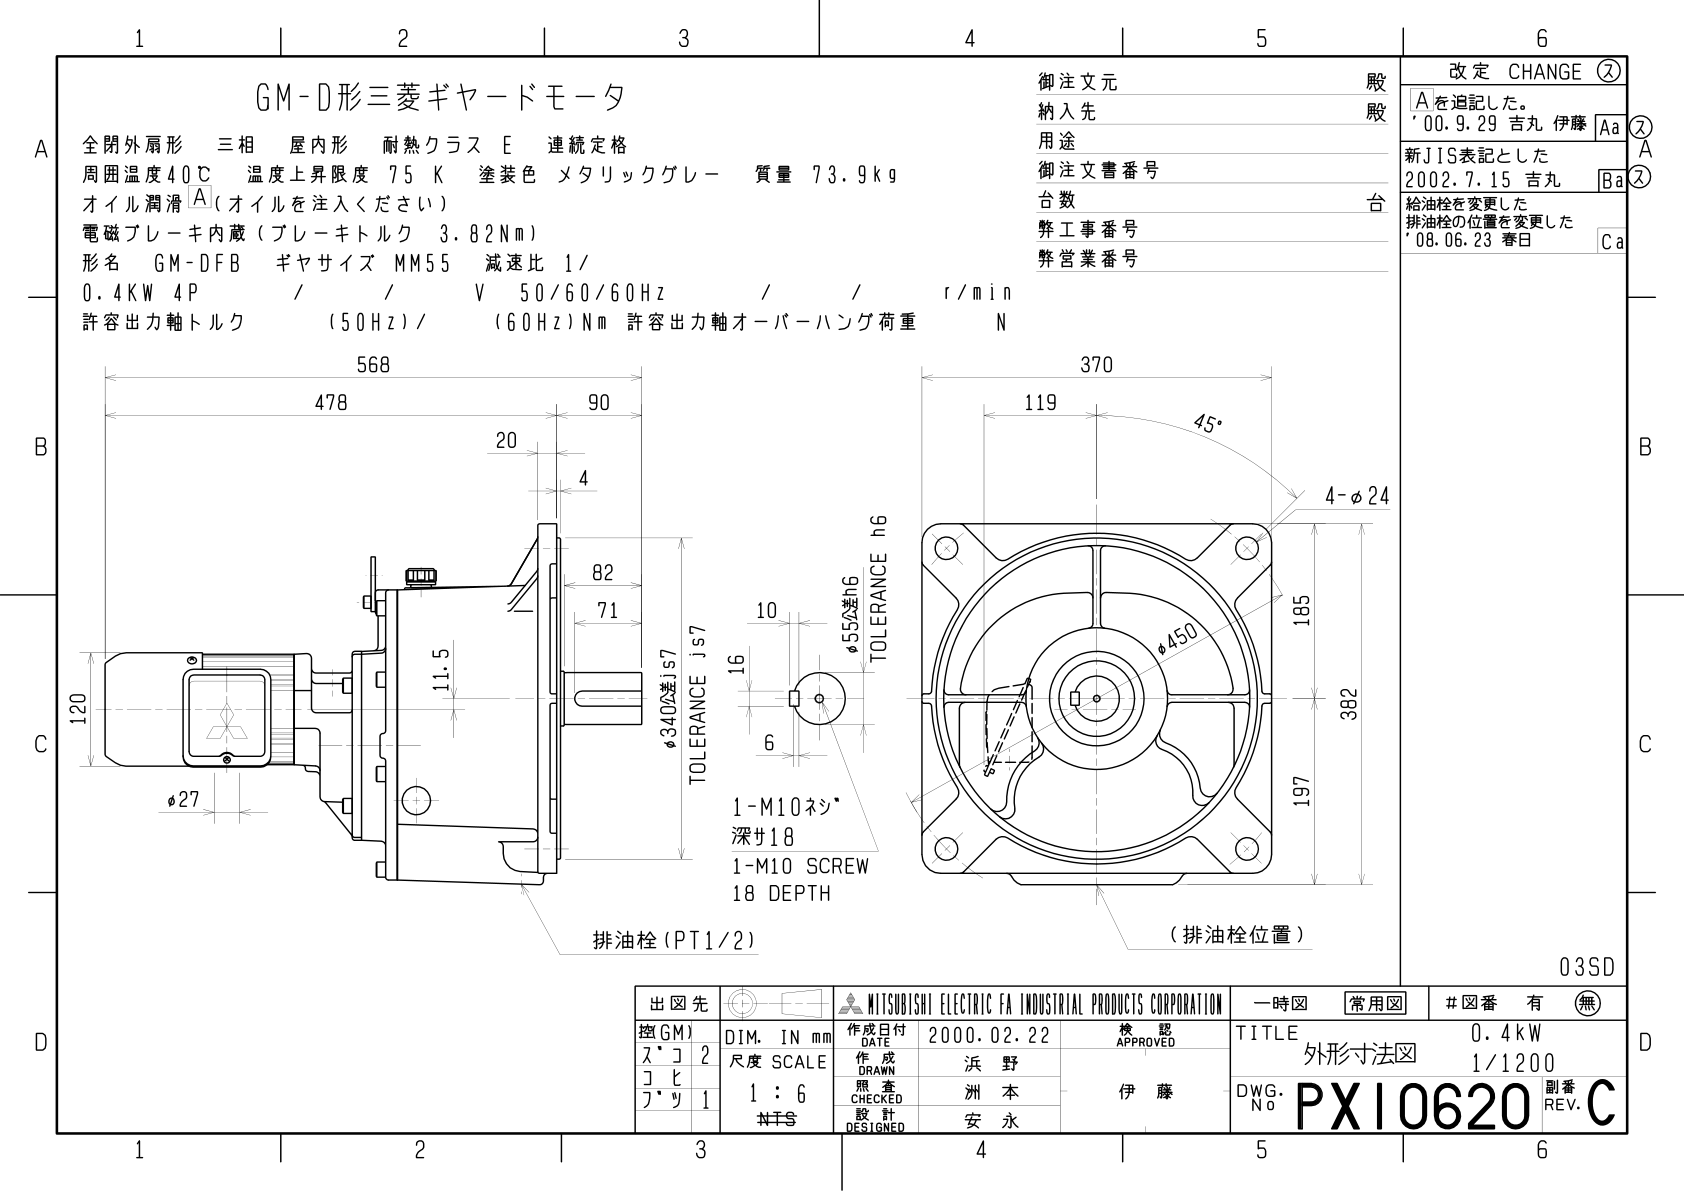 1 2 3 4 5 6
A
B
C
D
GM-D形三菱ギヤードモータ
全閉外扇形 三相 屋内形 耐熱クラス E 連続定格
周囲温度40℃ 温度上昇限度 75 K 塗装色 メタリックグレー 質量 73.9kg
オイル潤滑 A (オイルを注入ください)
電磁ブレーキ内蔵(ブレーキトルク 3.82Nm)
形名 GM-DFB ギヤサイズ MM55 減速比 1/
0.4KW 4P / / V 50/60/60Hz / / r/min
許容出力軸トルク (50Hz)/ (60Hz)Nm 許容出力軸オーバーハング荷重 N
御注文元 殿
納入先 殿
用途
御注文書番号
台数 台
弊工事番号
弊営業番号
改定 CHANGE ス
Aを追記した。
'00.9.29 吉丸 伊藤 Aa ス
A
新JIS表記とした
2002.7.15 吉丸 Ba ス
給油栓を変更した
排油栓の位置を変更した
'08.06.23 春日 Ca
B
C
D
568
478 90
20
4
82
71
11.5
120
φ27
φ340公差js7
TOLERANCE js7
排油栓(PT1/2)
10
16
6
φ55公差h6
TOLERANCE h6
1-M10ネジ
深サ18
1-M10 SCREW
18 DEPTH
370
119
45°
4-φ24
φ450
185
382
197
(排油栓位置)
03SD
出図先
控(GM)
ズコ 2
コヒ
ブツ 1
DIM. IN mm
尺度 SCALE
1 : 6
NTS
MITSUBISHI ELECTRIC FA INDUSTRIAL PRODUCTS CORPORATION
作成日付
DATE
2000.02.22
検 認
APPROVED
作 成
DRAWN
浜 野
照 査
CHECKED
洲 本
伊 藤
設 計
DESIGNED
安 永
一時図 常用図 #図番 有 無
TITLE
外形寸法図
0.4kW
1/1200
DWG.
No
PX10620
副番
REV.
C
1 2 3 4 5 6